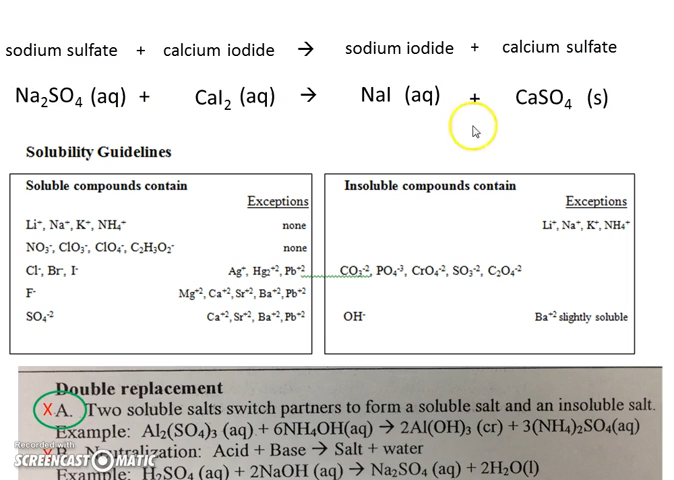 sodium sulfate + calcium iodide → sodium iodide + calcium sulfate
Na₂SO₄ (aq) + CaI₂ (aq) → NaI (aq) + CaSO₄ (s)
Solubility Guidelines
Soluble compounds contain
Exceptions
Li⁺, Na⁺, K⁺, NH₄⁺ none
NO₃⁻, ClO₃⁻, ClO₄⁻, C₂H₃O₂⁻ none
Cl⁻, Br⁻, I⁻ Ag⁺, Hg₂⁺², Pb⁺²
F⁻ Mg⁺², Ca⁺², Sr⁺², Ba⁺², Pb⁺²
SO₄⁻² Ca⁺², Sr⁺², Ba⁺², Pb⁺²
Insoluble compounds contain
Exceptions
Li⁺, Na⁺, K⁺, NH₄⁺
CO₃⁻², PO₄⁻³, CrO₄⁻², SO₃⁻², C₂O₄⁻²
OH⁻ Ba⁺² slightly soluble
Double replacement
X A. Two soluble salts switch partners to form a soluble salt and an insoluble salt.
Example: Al₂(SO₄)₃ (aq) + 6NH₄OH(aq) → 2Al(OH)₃ (cr) + 3(NH₄)₂SO₄(aq)
X B. Neutralization: Acid + Base → Salt + water
Example: H₂SO₄ (aq) + 2NaOH (aq) → Na₂SO₄ (aq) + 2H₂O(l)
Recorded with
SCREENCAST-O-MATIC